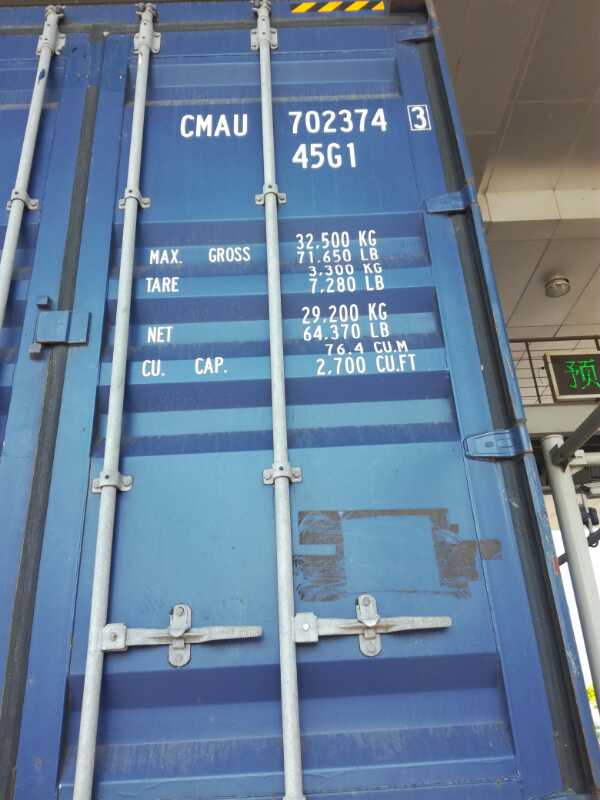 CMAU 702374 3
45G1
MAX. GROSS 32,500 KG
71,650 LB
TARE 3,300 KG
7,280 LB
NET 29,200 KG
64,370 LB
CU. CAP. 76.4 CU.M
2,700 CU.FT
预